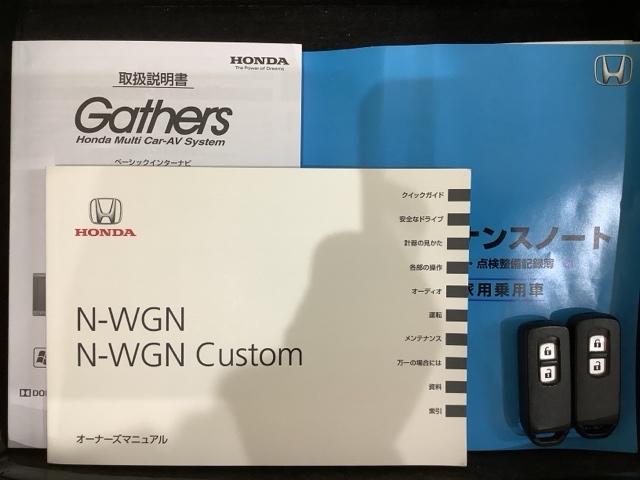 HONDA
The Power of Dreams
取扱説明書
Gathers
Honda Multi Car-AV System
ベーシックインターナビ
HONDA
N-WGN
N-WGN Custom
オーナーズマニュアル
クイックガイド
安全なドライブ
計器の見かた
各部の操作
オーディオ
運転
メンテナンス
万一の場合には
資料
索引
ナンスノート
・点検整備記録簿
家用乗用車